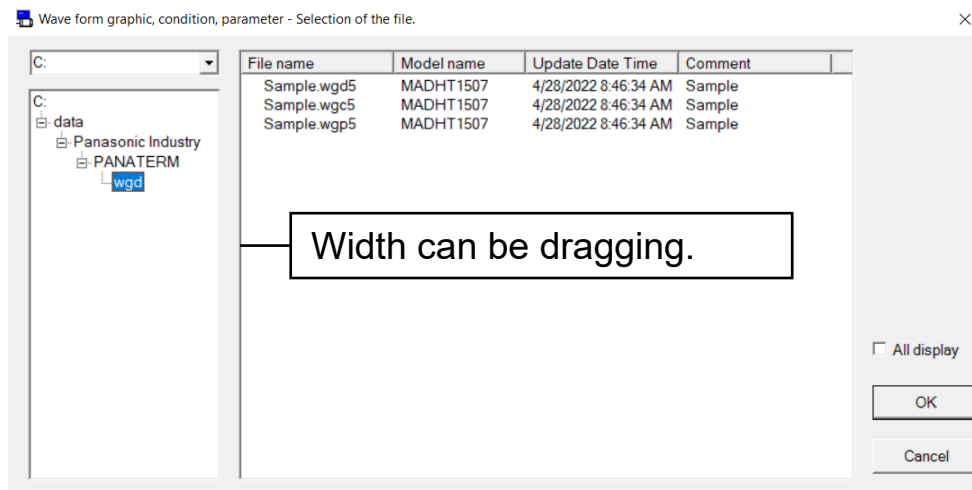 Wave form graphic, condition, parameter - Selection of the file.
C:
File name Model name Update Date Time Comment
Sample.wgd5 MADHT1507 4/28/2022 8:46:34 AM Sample
Sample.wgc5 MADHT1507 4/28/2022 8:46:34 AM Sample
Sample.wgp5 MADHT1507 4/28/2022 8:46:34 AM Sample
C:
data
Panasonic Industry
PANATERM
wgd
Width can be dragging.
All display
OK
Cancel